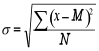 σ = √(∑(x − M)² / N)